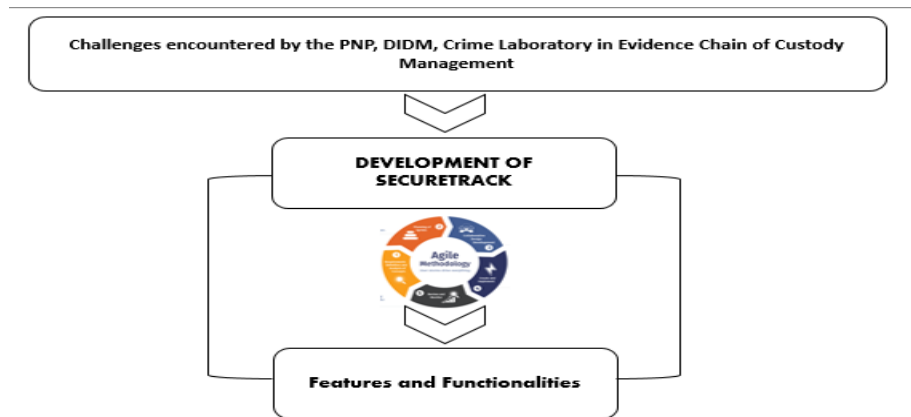 Challenges encountered by the PNP, DIDM, Crime Laboratory in Evidence Chain of Custody
Management
DEVELOPMENT OF
SECURETRACK
Agile
Methodology
Features and Functionalities